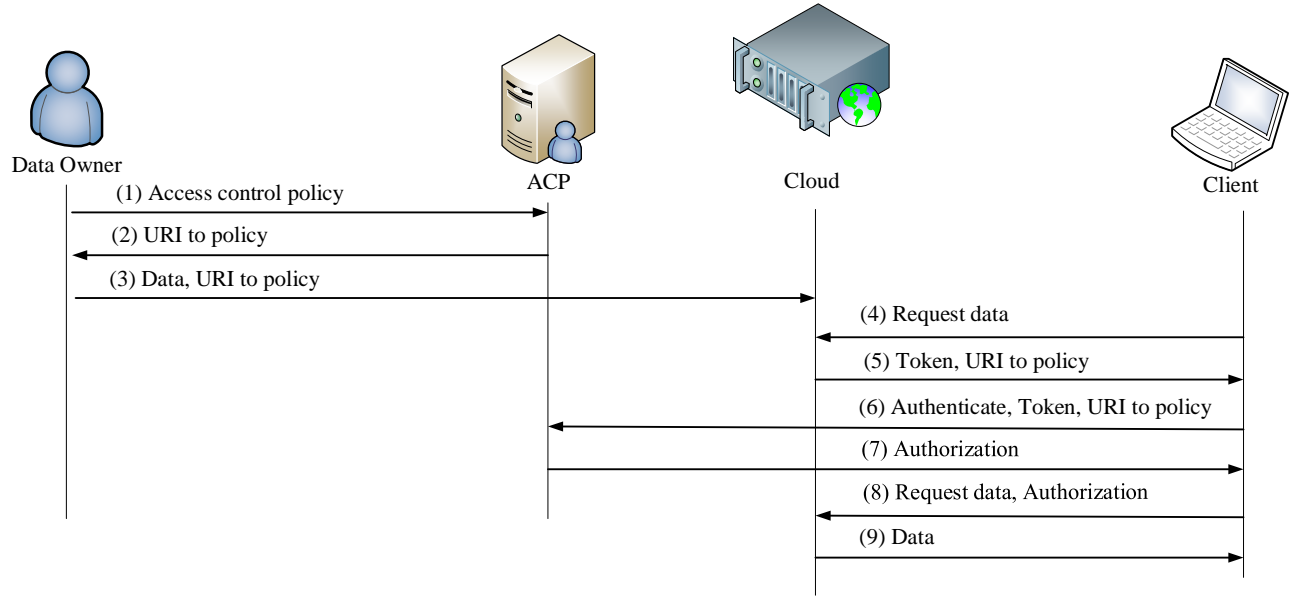 Data Owner
ACP
Cloud
Client
(1) Access control policy
(2) URI to policy
(3) Data, URI to policy
(4) Request data
(5) Token, URI to policy
(6) Authenticate, Token, URI to policy
(7) Authorization
(8) Request data, Authorization
(9) Data